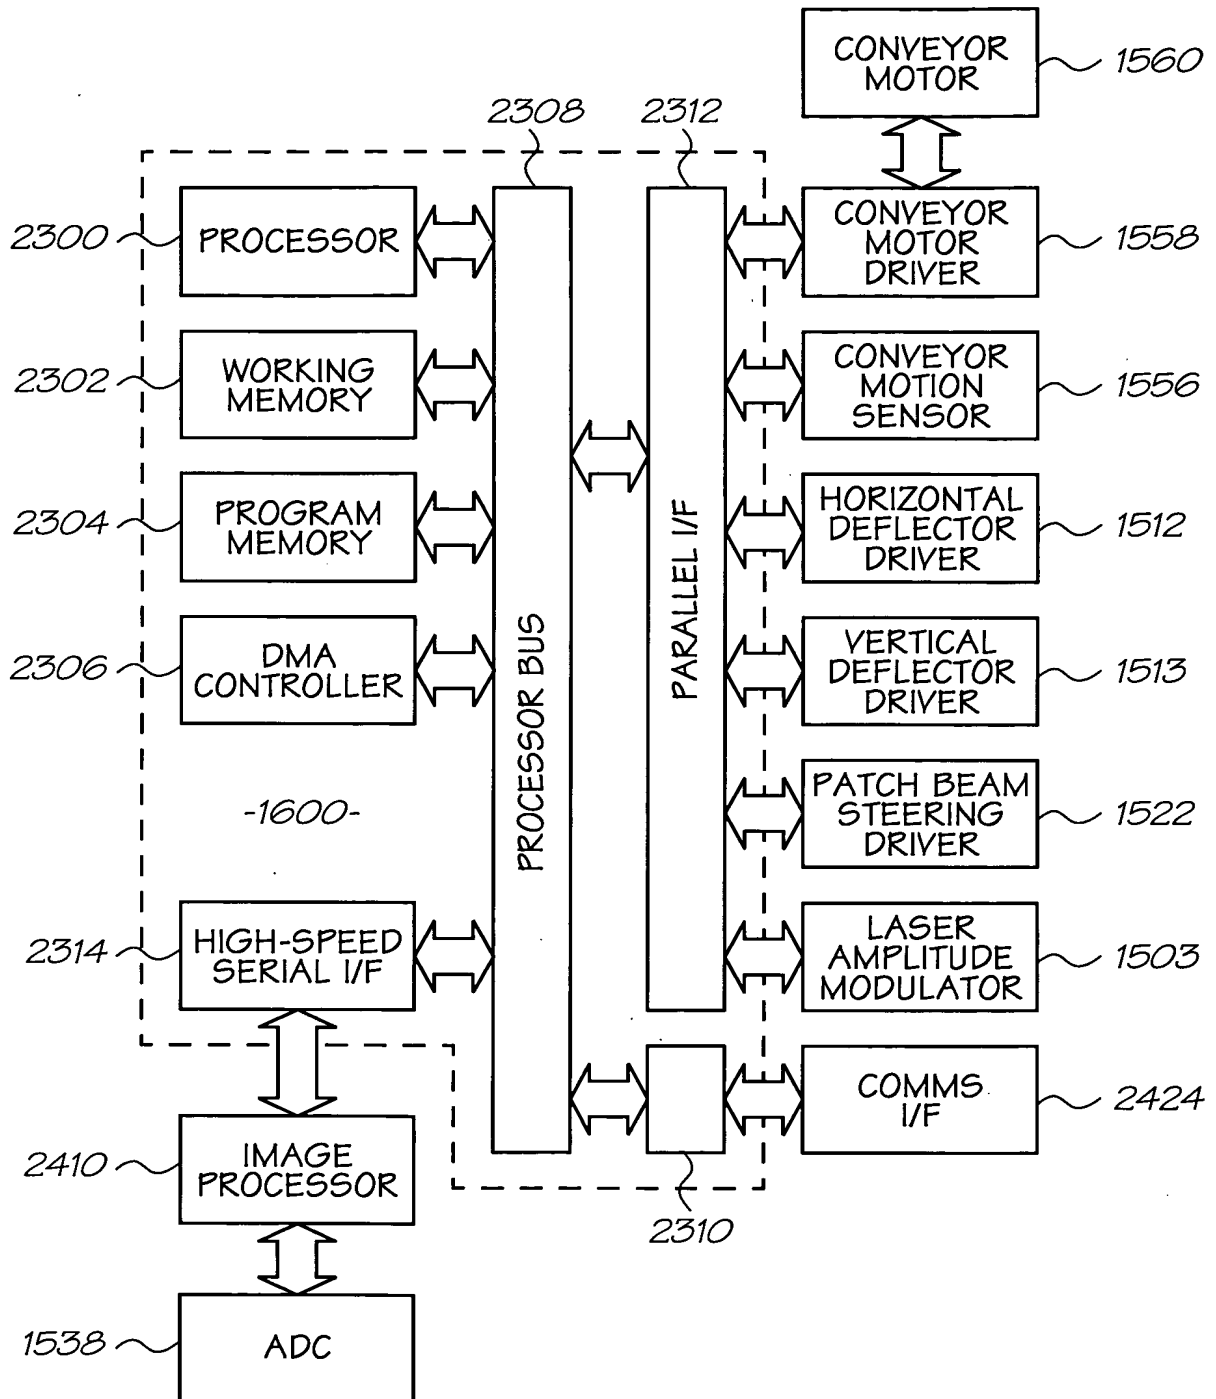 CONVEYOR
MOTOR
1560
2308
2312
2300
PROCESSOR
CONVEYOR
MOTOR
DRIVER
1558
2302
WORKING
MEMORY
CONVEYOR
MOTION
SENSOR
1556
2304
PROGRAM
MEMORY
HORIZONTAL
DEFLECTOR
DRIVER
1512
2306
DMA
CONTROLLER
PROCESSOR BUS
PARALLEL I/F
VERTICAL
DEFLECTOR
DRIVER
1513
-1600-
PATCH BEAM
STEERING
DRIVER
1522
2314
HIGH-SPEED
SERIAL I/F
LASER
AMPLITUDE
MODULATOR
1503
COMMS
I/F
2424
2410
IMAGE
PROCESSOR
2310
1538
ADC